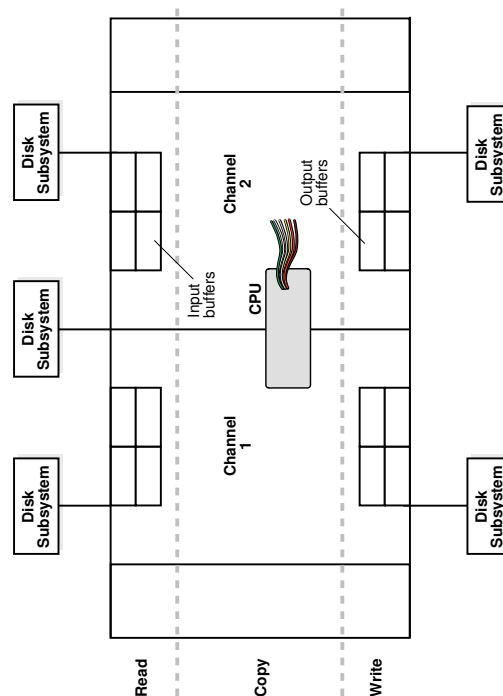 Disk
Subsystem
Disk
Subsystem
Disk
Subsystem
Read
Input
buffers
Channel
1
CPU
Channel
2
Copy
Output
buffers
Write
Disk
Subsystem
Disk
Subsystem